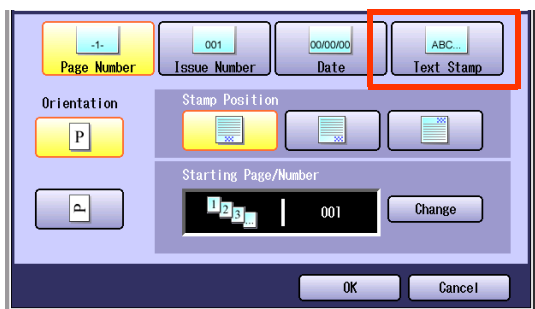 -1-
Page Number
001
Issue Number
00/00/00
Date
ABC...
Text Stamp
Orientation
P
P
Stamp Position
Starting Page/Number
1 2 3...
001
Change
OK
Cancel